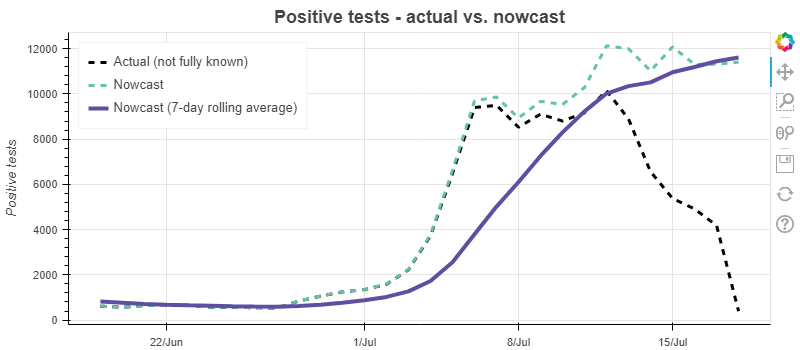 Positive tests - actual vs. nowcast
Actual (not fully known)
Nowcast
Nowcast (7-day rolling average)
Positive tests
12000
10000
8000
6000
4000
2000
0
22/Jun
1/Jul
8/Jul
15/Jul